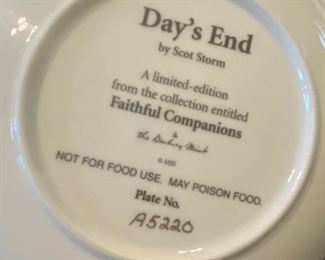 Day's End
by Scot Storm
A limited-edition
from the collection entitled
Faithful Companions
by
the Danbury Mint
© MBI
NOT FOR FOOD USE. MAY POISON FOOD.
Plate No.
A5220